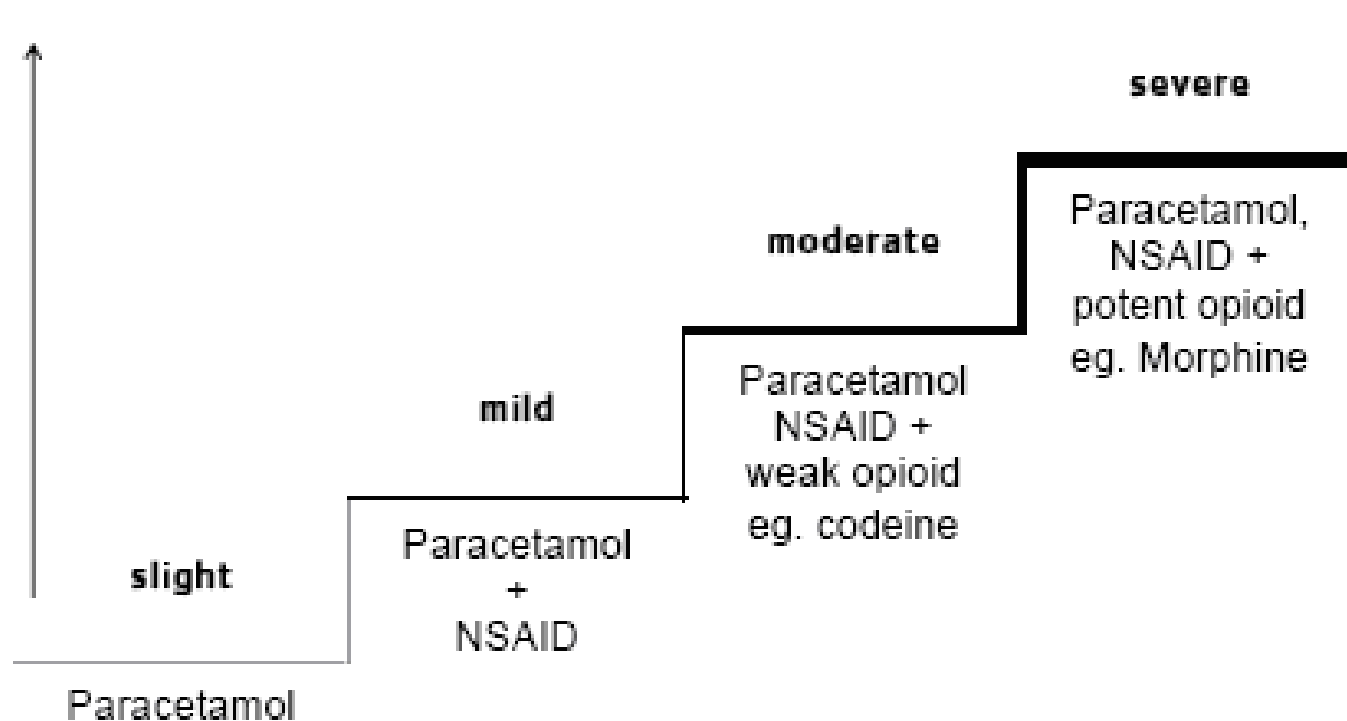 slight
Paracetamol
mild
Paracetamol
+
NSAID
moderate
Paracetamol
NSAID +
weak opioid
eg. codeine
severe
Paracetamol,
NSAID +
potent opioid
eg. Morphine